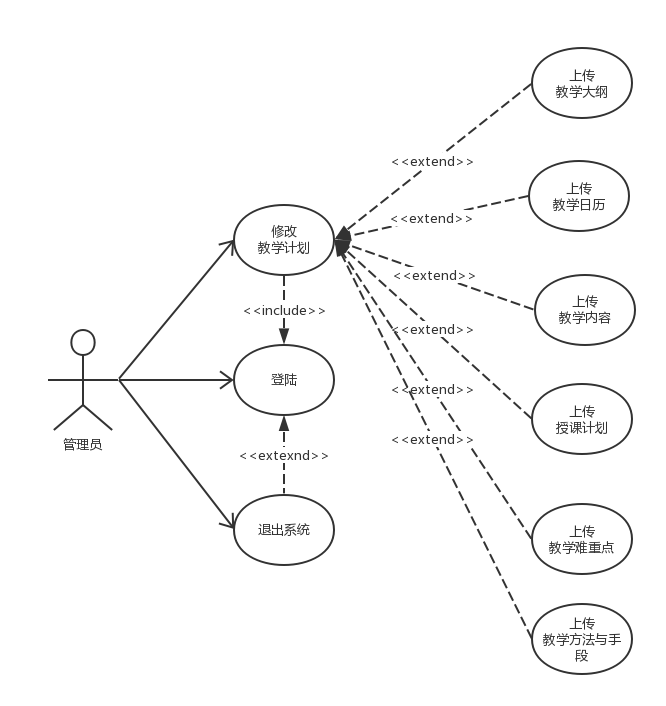 上传
教学大纲
<<extend>>
上传
教学日历
<<extend>>
修改
教学计划
<<extend>>
上传
教学内容
<<include>>
<<extend>>
登陆
<<extend>>
上传
授课计划
管理员
<<extend>>
<<extexnd>>
退出系统
上传
教学难重点
上传
教学方法与手
段